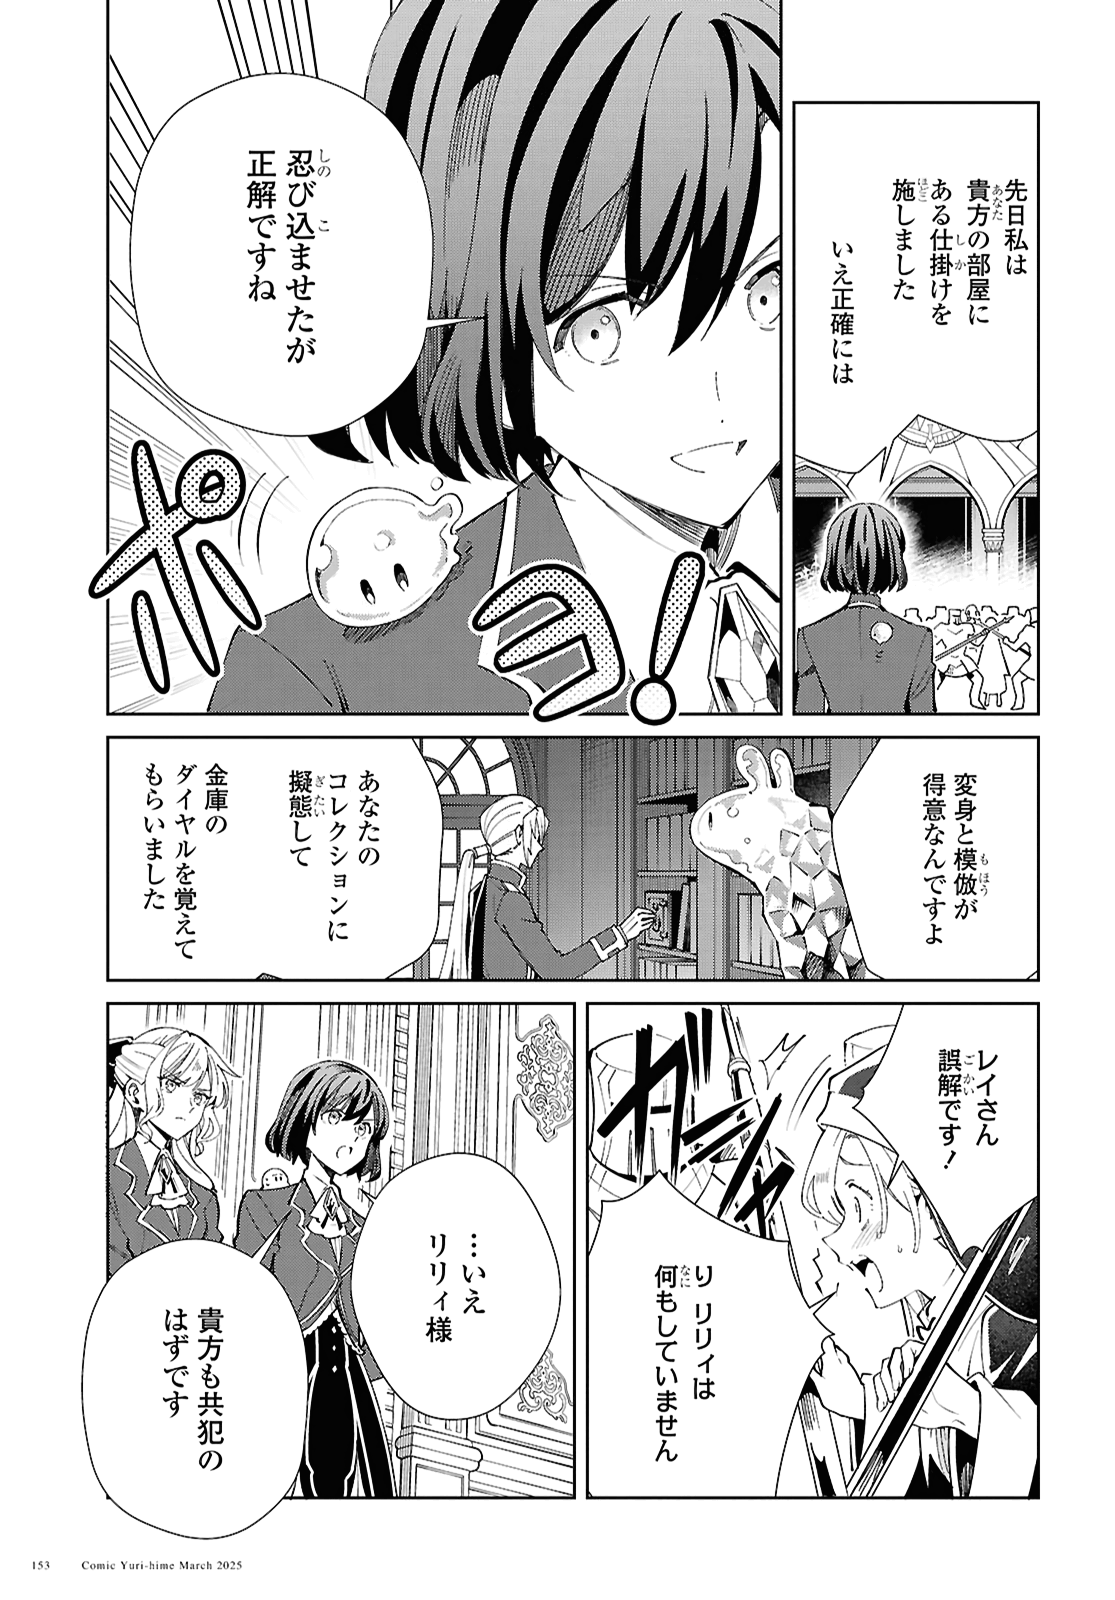 先日私は
貴方の部屋に
ある仕掛けを
施しました
いえ正確には
忍び込ませたが
正解ですね
ポヨ!
変身と模倣が
得意なんですよ
あなたの
コレクションに
擬態して
金庫の
ダイヤルを覚えて
もらいました
レイさん
誤解です!
り リリィは
何もしていません
ガシャッ
…いえ
リリィ様
貴方も共犯の
はずです
153 Comic Yuri-hime March 2025